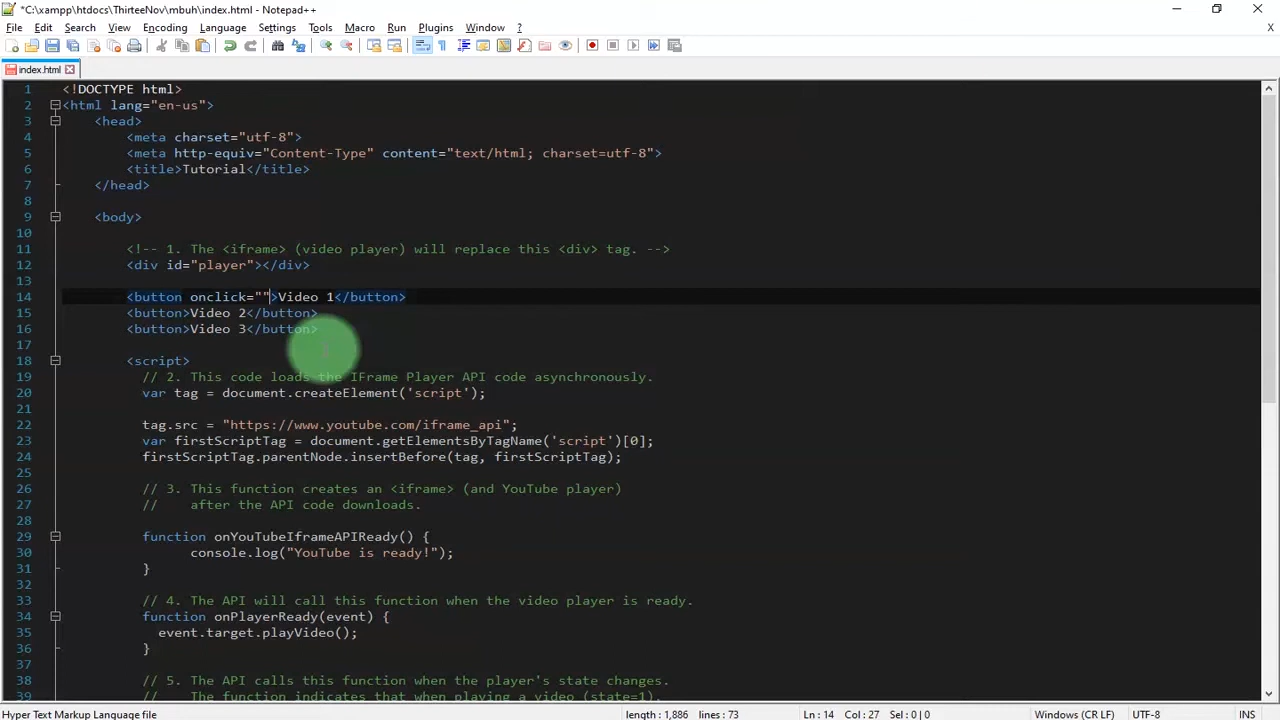 *C:\xampp\htdocs\ThirteeNov\mbuh\index.html - Notepad++
File Edit Search View Encoding Language Settings Tools Macro Run Plugins Window ? X
index.html
1 <!DOCTYPE html>
2 <html lang="en-us">
3 <head>
4 <meta charset="utf-8">
5 <meta http-equiv="Content-Type" content="text/html; charset=utf-8">
6 <title>Tutorial</title>
7 </head>
8
9 <body>
10
11 <!-- 1. The <iframe> (video player) will replace this <div> tag. -->
12 <div id="player"></div>
13
14 <button onclick="">Video 1</button>
15 <button>Video 2</button>
16 <button>Video 3</button>
17
18 <script>
19 // 2. This code loads the IFrame Player API code asynchronously.
20 var tag = document.createElement('script');
21
22 tag.src = "https://www.youtube.com/iframe_api";
23 var firstScriptTag = document.getElementsByTagName('script')[0];
24 firstScriptTag.parentNode.insertBefore(tag, firstScriptTag);
25
26 // 3. This function creates an <iframe> (and YouTube player)
27 // after the API code downloads.
28
29 function onYouTubeIframeAPIReady() {
30 console.log("YouTube is ready!");
31 }
32
33 // 4. The API will call this function when the video player is ready.
34 function onPlayerReady(event) {
35 event.target.playVideo();
36 }
37
38 // 5. The API calls this function when the player's state changes.
39 // The function indicates that when playing a video (state=1),
Hyper Text Markup Language file length : 1,886 lines : 73 Ln : 14 Col : 27 Sel : 0 | 0 Windows (CR LF) UTF-8 INS